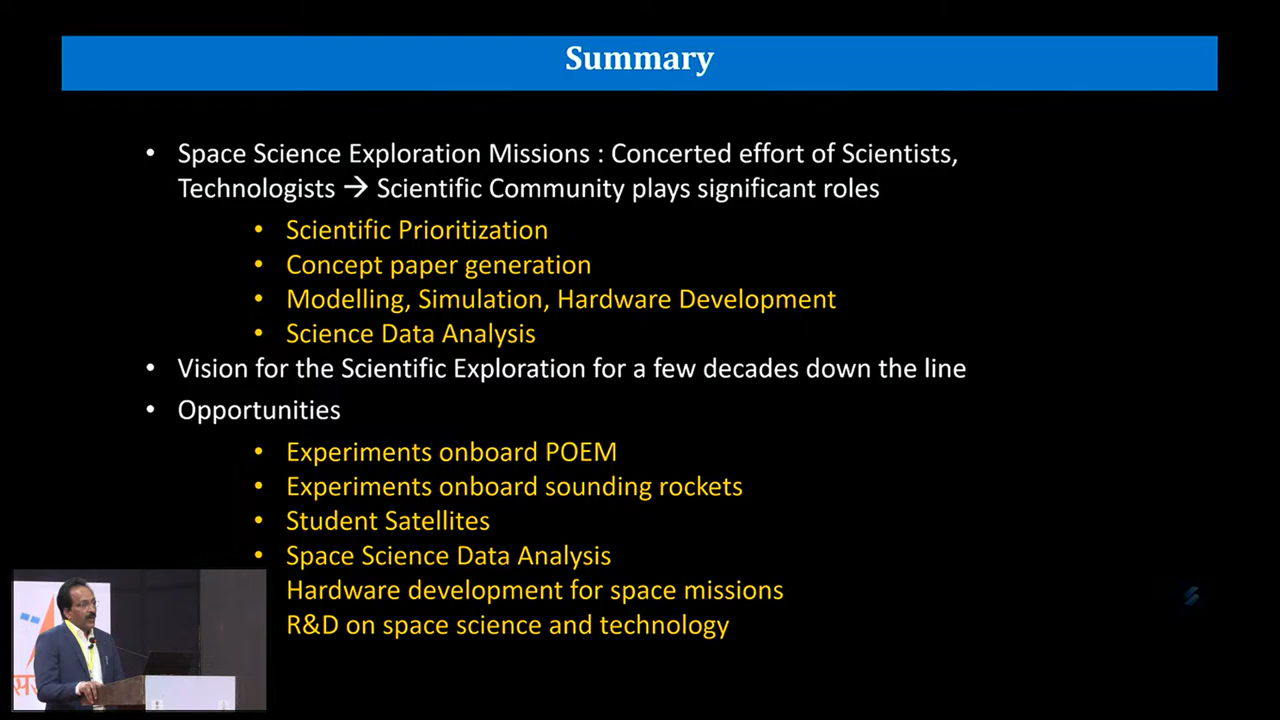 Summary
• Space Science Exploration Missions : Concerted effort of Scientists,
Technologists → Scientific Community plays significant roles
• Scientific Prioritization
• Concept paper generation
• Modelling, Simulation, Hardware Development
• Science Data Analysis
• Vision for the Scientific Exploration for a few decades down the line
• Opportunities
• Experiments onboard POEM
• Experiments onboard sounding rockets
• Student Satellites
• Space Science Data Analysis
Hardware development for space missions
R&D on space science and technology